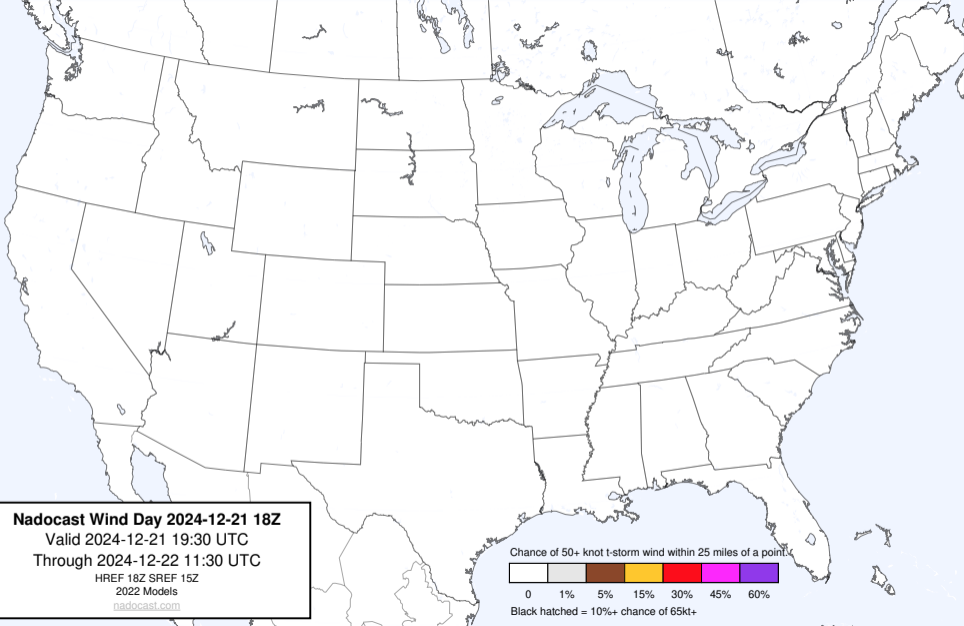 Nadocast Wind Day 2024-12-21 18Z
Valid 2024-12-21 19:30 UTC
Through 2024-12-22 11:30 UTC
HREF 18Z SREF 15Z
2022 Models
nadocast.com
Chance of 50+ knot t-storm wind within 25 miles of a point.
0 1% 5% 15% 30% 45% 60%
Black hatched = 10%+ chance of 65kt+